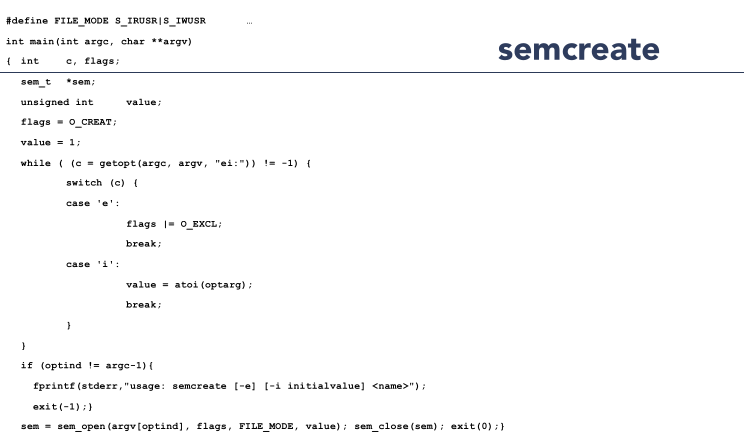 #define FILE_MODE S_IRUSR|S_IWUSR …
int main(int argc, char **argv)
semcreate
{ int c, flags;
sem_t *sem;
unsigned int value;
flags = O_CREAT;
value = 1;
while ( (c = getopt(argc, argv, "ei:")) != -1) {
switch (c) {
case 'e':
flags |= O_EXCL;
break;
case 'i':
value = atoi(optarg);
break;
}
}
if (optind != argc-1){
fprintf(stderr,"usage: semcreate [-e] [-i initialvalue] <name>");
exit(-1);}
sem = sem_open(argv[optind], flags, FILE_MODE, value); sem_close(sem); exit(0);}